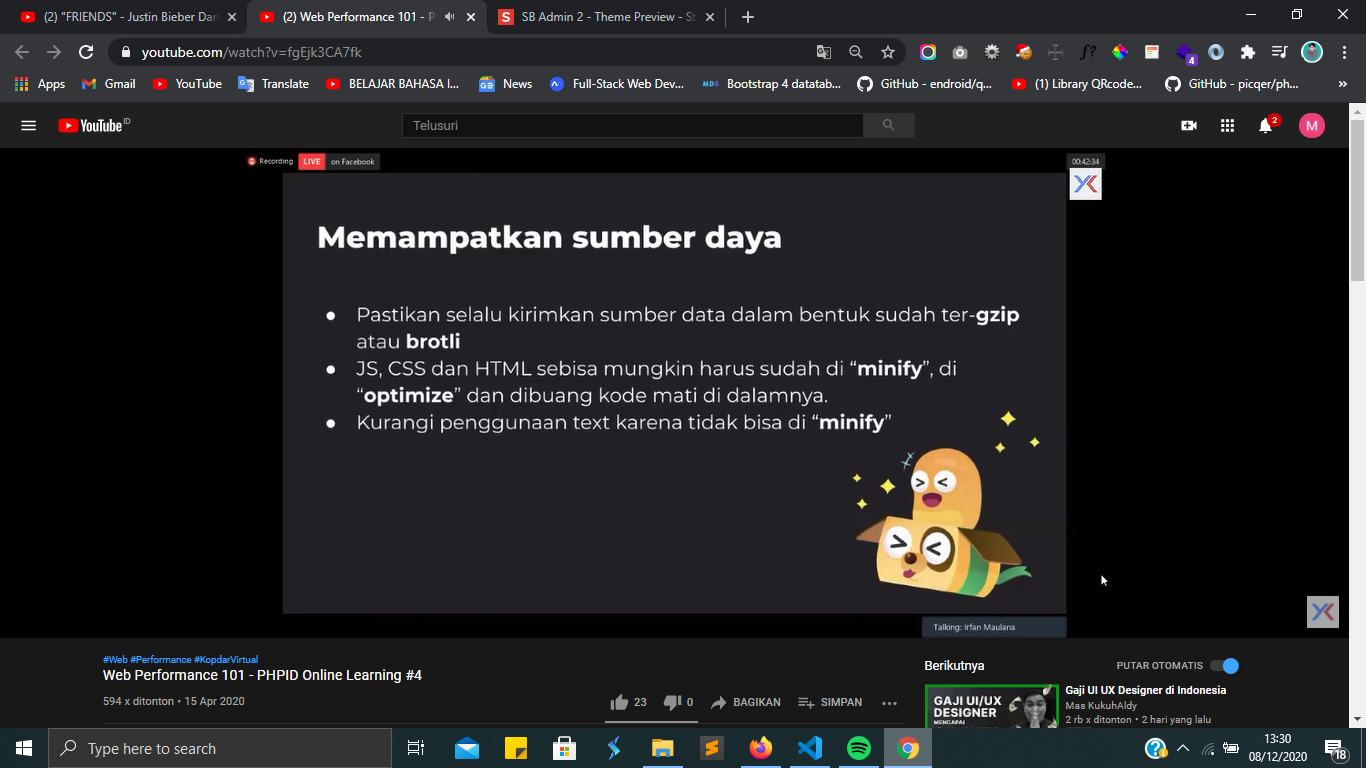 (2) "FRIENDS" - Justin Bieber Dan
(2) Web Performance 101 - P
SB Admin 2 - Theme Preview - St
youtube.com/watch?v=fgEjk3CA7fk
4
Apps
Gmail
YouTube
Translate
BELAJAR BAHASA I...
News
Full-Stack Web Dev...
MDB
Bootstrap 4 datatab...
GitHub - endroid/q...
(1) Library QRcode...
GitHub - picqer/ph...
YouTube ID
Telusuri
2
M
Recording
LIVE on Facebook
00:42:34
Memampatkan sumber daya
● Pastikan selalu kirimkan sumber data dalam bentuk sudah ter-gzip
atau brotli
● JS, CSS dan HTML sebisa mungkin harus sudah di “minify”, di
“optimize” dan dibuang kode mati di dalamnya.
● Kurangi penggunaan text karena tidak bisa di “minify”
Talking: Irfan Maulana
#Web #Performance #KopdarVirtual
Web Performance 101 - PHPID Online Learning #4
594 x ditonton • 15 Apr 2020
23
0
BAGIKAN
SIMPAN
Berikutnya
PUTAR OTOMATIS
GAJI UI/UX
DESIGNER
MENCAPAI
Gaji UI UX Designer di Indonesia
Mas KukuhAldy
2 rb x ditonton • 2 hari yang lalu
Type here to search
13:30
08/12/2020
18